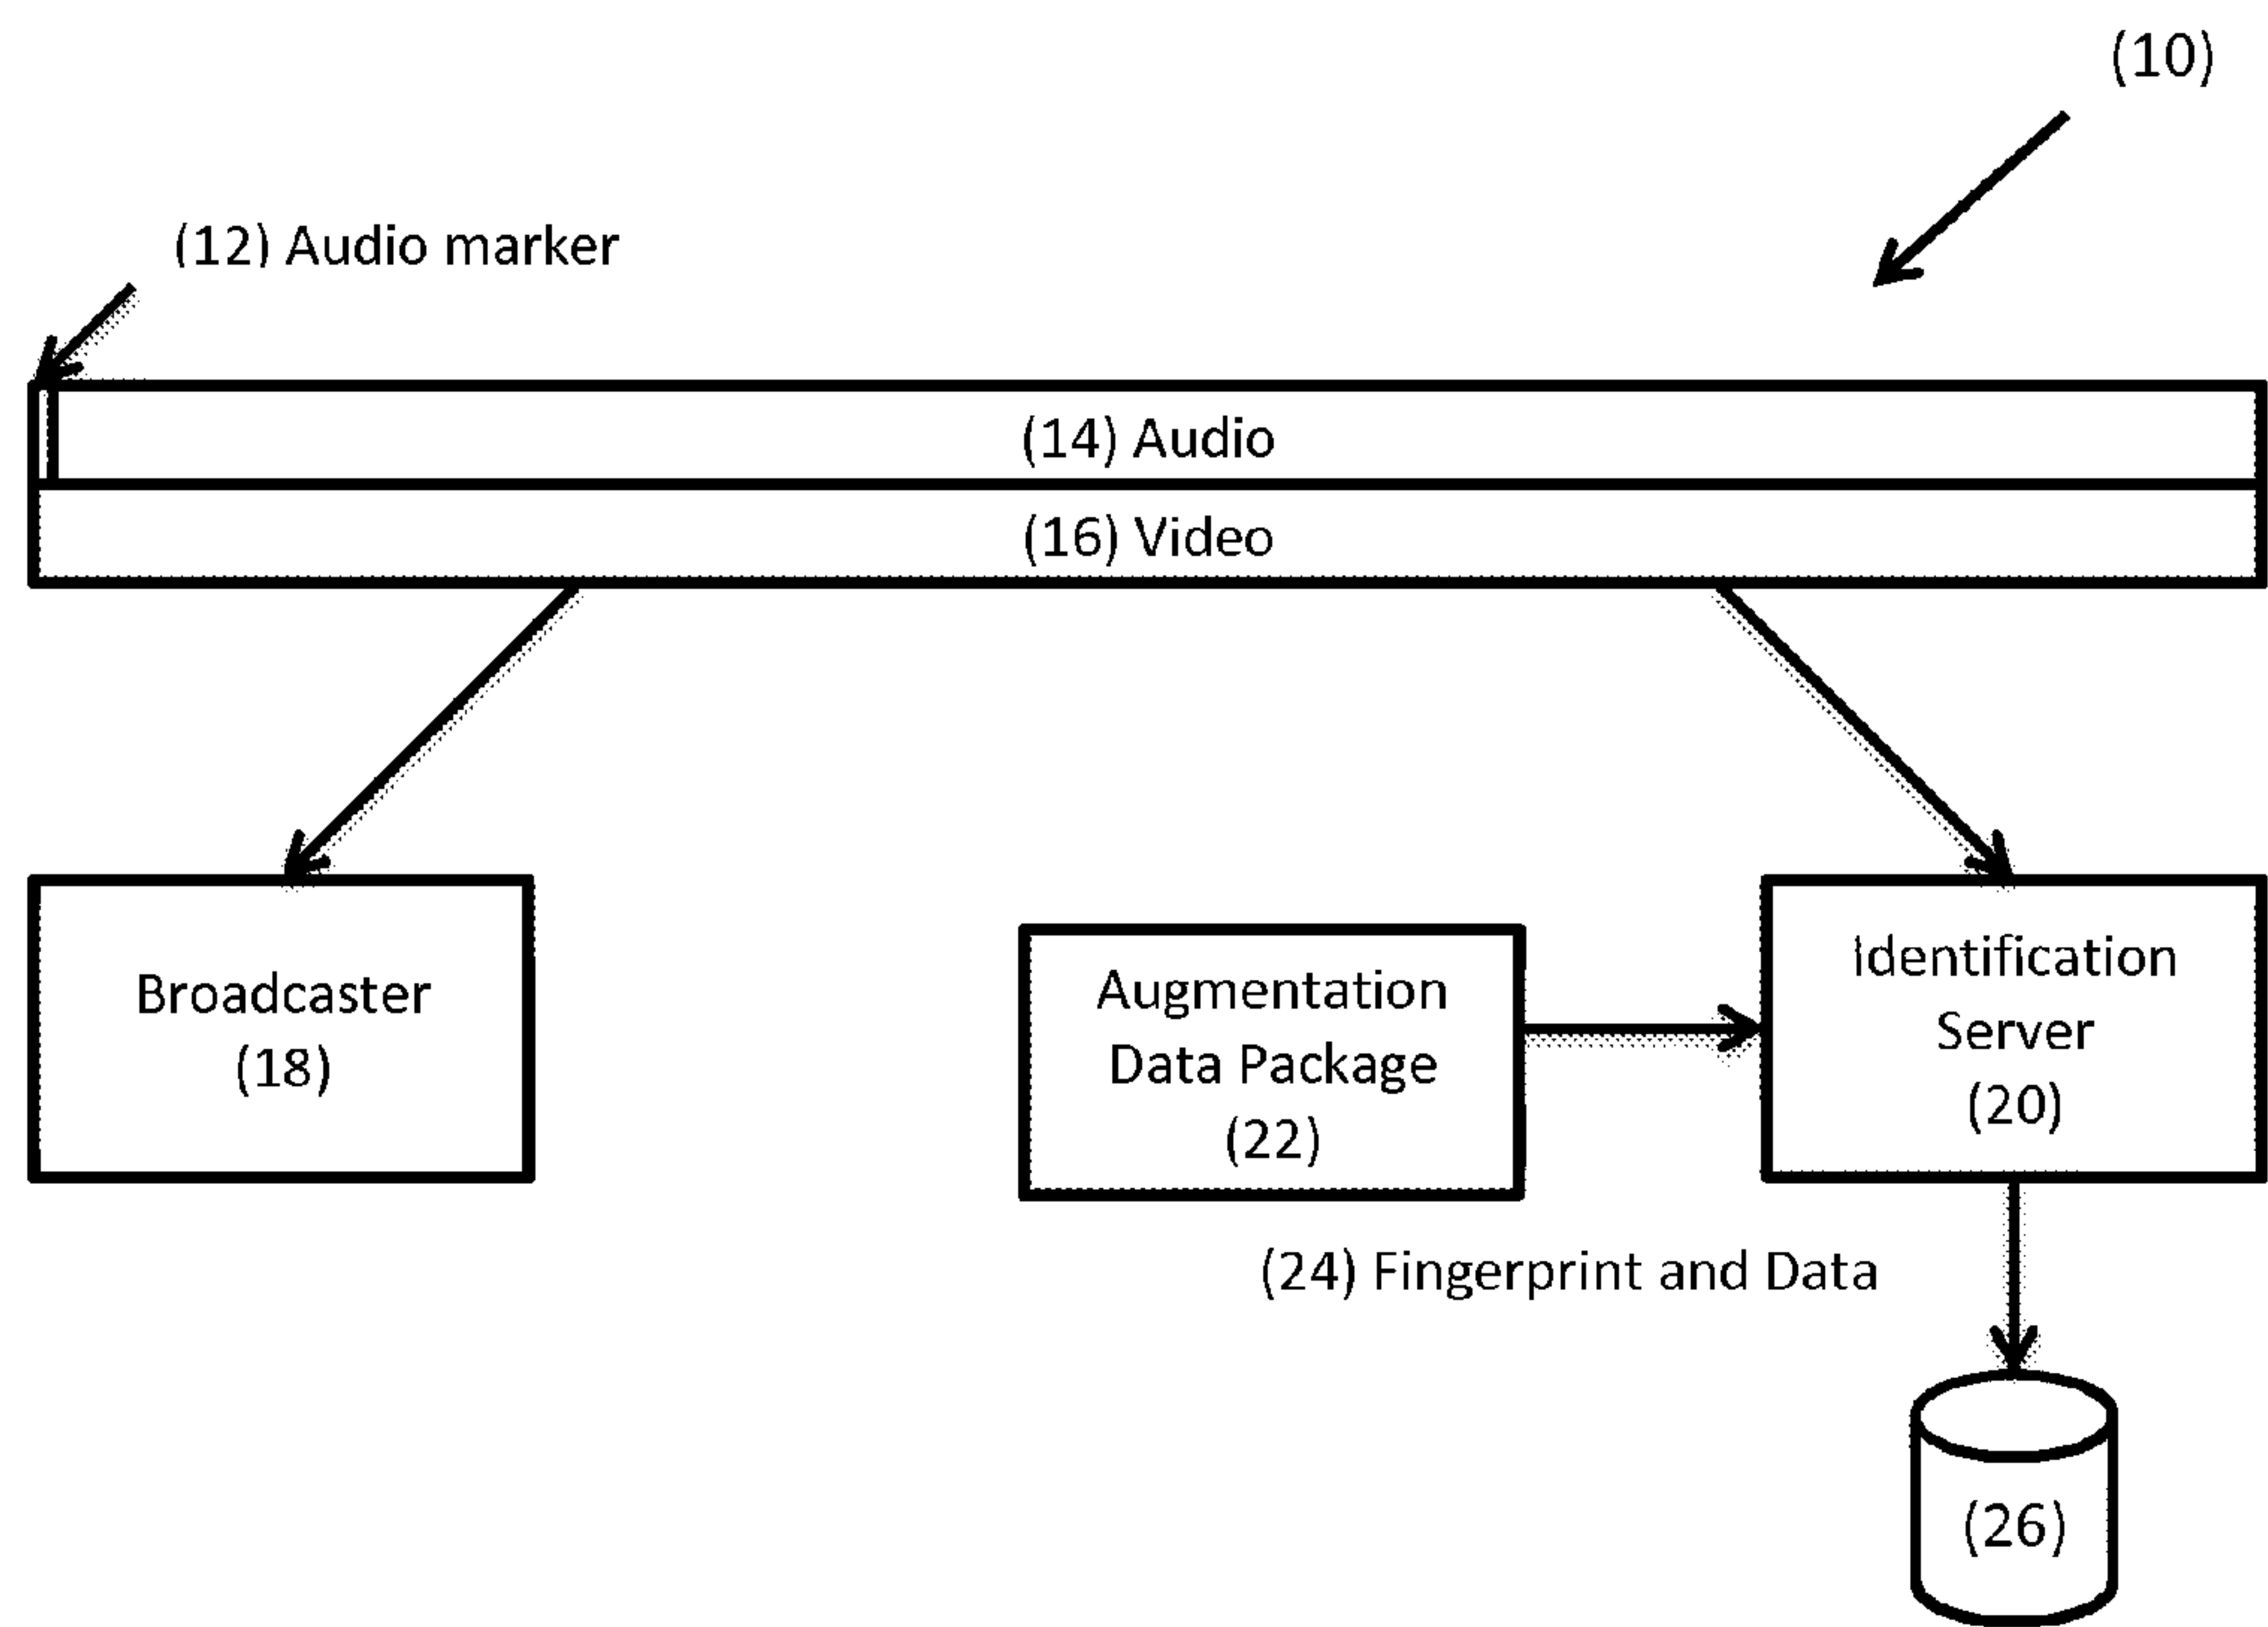 (10)
(12) Audio marker
(14) Audio
(16) Video
Broadcaster
(18)
Augmentation
Data Package
(22)
Identification
Server
(20)
(24) Fingerprint and Data
(26)